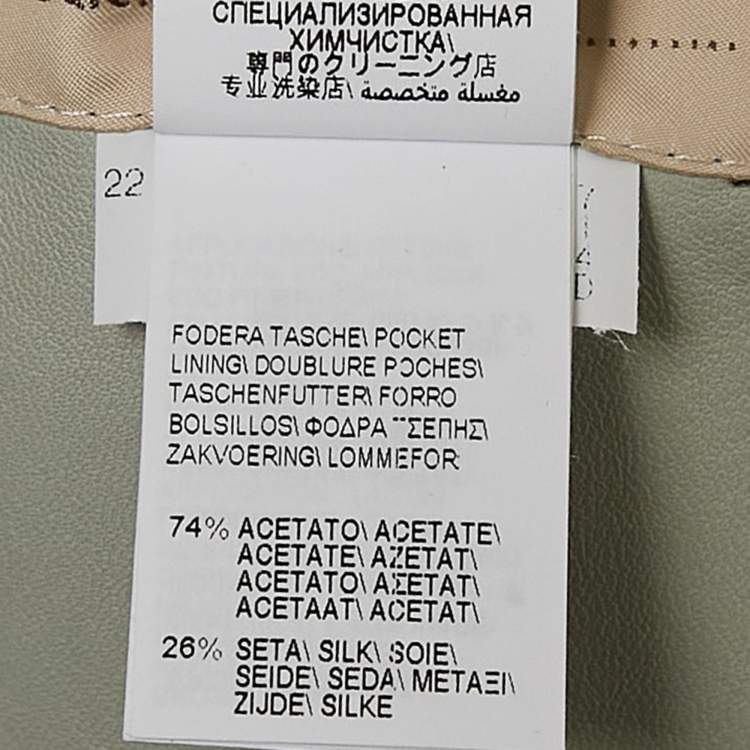 СПЕЦИАЛИЗИРОВАННАЯ
ХИМЧИСТКА\
専門のクリーニング店
专业洗染店\ مغسلة متخصصة
22
FODERA TASCHE\ POCKET
LINING\ DOUBLURE POCHES\
TASCHENFUTTER\ FORRO
BOLSILLOS\ ΦΟΔΡΑ ΤΣΕΠΗΣ\
ZAKVOERING\ LOMMEFOR
74% ACETATO\ ACETATE\
ACETATE\ AZETAT\
ACETATO\ ΑΣΕΤΑΤ\
ACETAAT\ ACETAT\
26% SETA\ SILK\ SOIE\
SEIDE\ SEDA\ ΜΕΤΑΞΙ\
ZIJDE\ SILKE